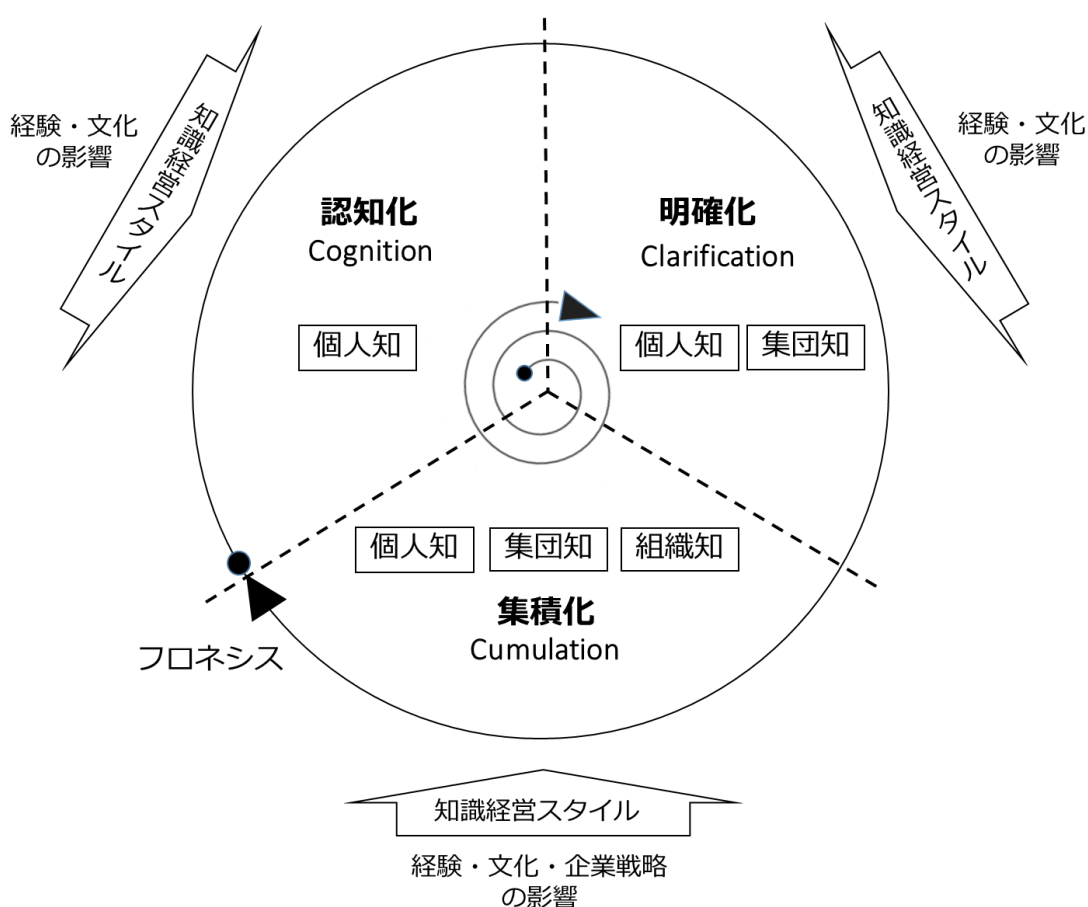 経験・文化
の影響
知識経営スタイル
知識経営スタイル
経験・文化
の影響
認知化
Cognition
明確化
Clarification
個人知
個人知
集団知
個人知
集団知
組織知
集積化
Cumulation
フロネシス
知識経営スタイル
経験・文化・企業戦略
の影響